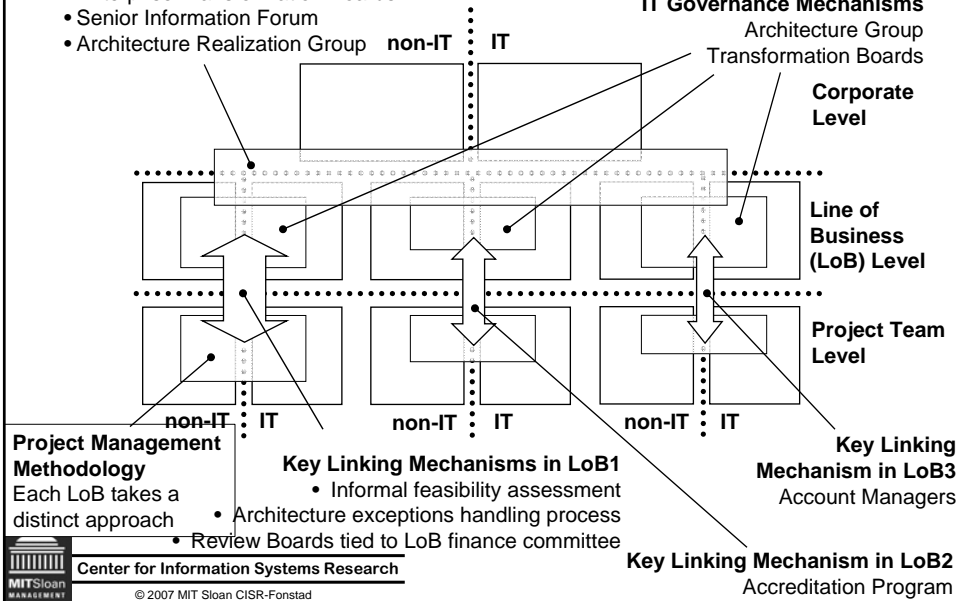 • Senior Information Forum
• Architecture Realization Group
non-IT IT
IT Governance Mechanisms
Architecture Group
Transformation Boards
Corporate
Level
Line of
Business
(LoB) Level
Project Team
Level
non-IT IT
non-IT IT
non-IT IT
Project Management
Methodology
Each LoB takes a
distinct approach
Key Linking Mechanisms in LoB1
• Informal feasibility assessment
• Architecture exceptions handling process
• Review Boards tied to LoB finance committee
Key Linking
Mechanism in LoB3
Account Managers
Key Linking Mechanism in LoB2
Accreditation Program
MITSloan
MANAGEMENT
Center for Information Systems Research
© 2007 MIT Sloan CISR-Fonstad